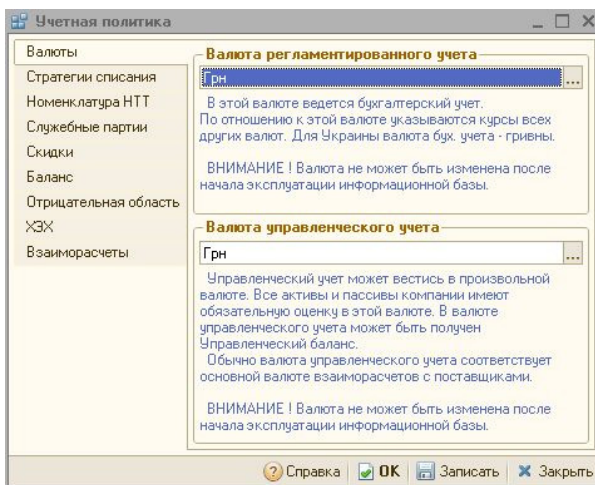 Учетная политика
Валюты
Стратегии списания
Номенклатура НТТ
Служебные партии
Скидки
Баланс
Отрицательная область
ХЗХ
Взаиморасчеты
Валюта регламентированного учета
Грн
...
В этой валюте ведется бухгалтерский учет.
По отношению к этой валюте указываются курсы всех
других валют. Для Украины валюта бух. учета - гривны.
ВНИМАНИЕ ! Валюта не может быть изменена после
начала эксплуатации информационной базы.
Валюта управленческого учета
Грн
...
Управленческий учет может вестись в произвольной
валюте. Все активы и пассивы компании имеют
обязательную оценку в этой валюте. В валюте
управленческого учета может быть получен
Управленческий баланс.
Обычно валюта управленческого учета соответствует
основной валюте взаиморасчетов с поставщиками.
ВНИМАНИЕ ! Валюта не может быть изменена после
начала эксплуатации информационной базы.
Справка OK Записать Закрыть